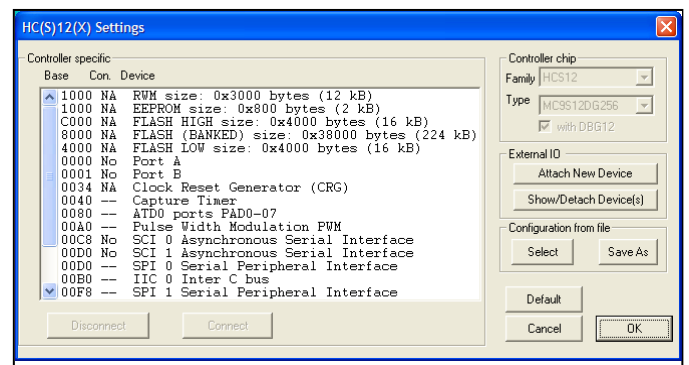 HC(S)12(X) Settings
Controller specific
Base Con. Device
1000 NA RWM size: 0x3000 bytes (12 kB)
1000 NA EEPROM size: 0x800 bytes (2 kB)
C000 NA FLASH HIGH size: 0x4000 bytes (16 kB)
8000 NA FLASH (BANKED) size: 0x38000 bytes (224 kB)
4000 NA FLASH LOW size: 0x4000 bytes (16 kB)
0000 No Port A
0001 No Port B
0034 NA Clock Reset Generator (CRG)
0040 -- Capture Timer
0080 -- ATD0 ports PAD0-07
00A0 -- Pulse Width Modulation PWM
00C8 No SCI 0 Asynchronous Serial Interface
00D0 No SCI 1 Asynchronous Serial Interface
00D0 -- SPI 0 Serial Peripheral Interface
00B0 -- IIC 0 Inter C bus
00F8 -- SPI 1 Serial Peripheral Interface
Disconnect
Connect
Controller chip
Family HCS12
Type MC9S12DG256
with DBG12
External IO
Attach New Device
Show/Detach Device(s)
Configuration from file
Select
Save As
Default
Cancel
OK